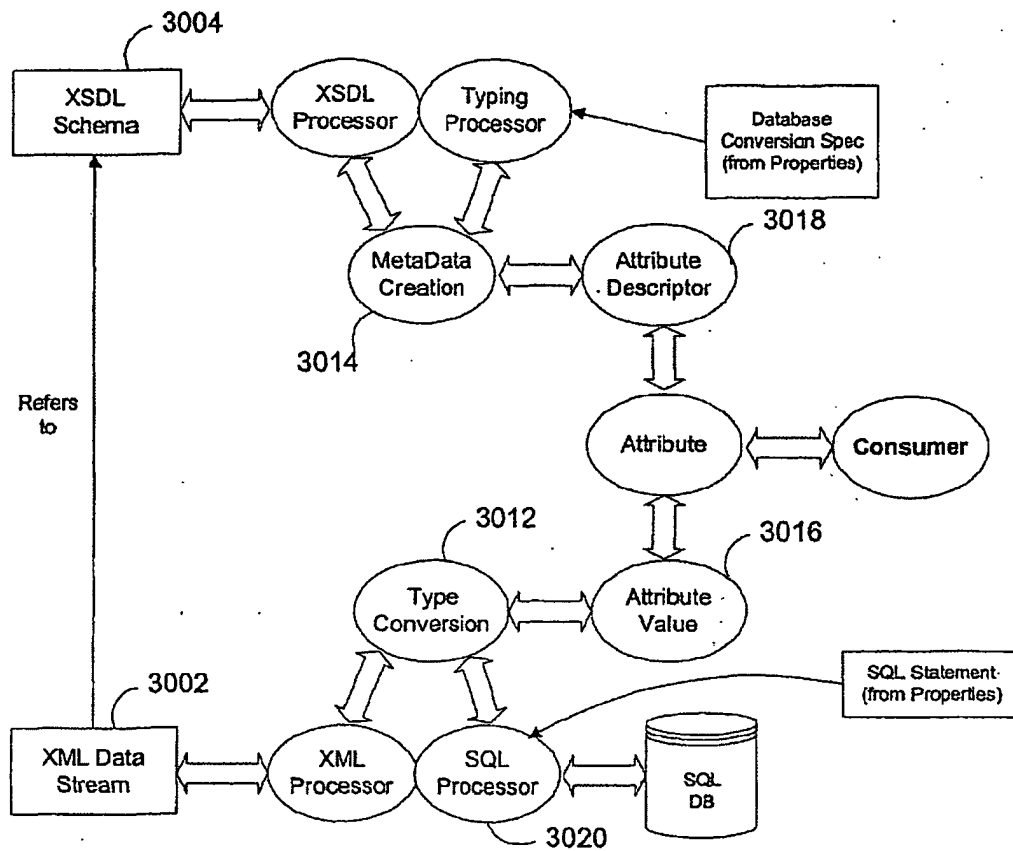 3004
XSDL
Schema
XSDL
Processor
Typing
Processor
Database
Conversion Spec
(from Properties)
MetaData
Creation
3014
3018
Attribute
Descriptor
Refers
to
Attribute
Consumer
3012
Type
Conversion
3016
Attribute
Value
SQL Statement
(from Properties)
3002
XML Data
Stream
XML
Processor
SQL
Processor
3020
SQL
DB